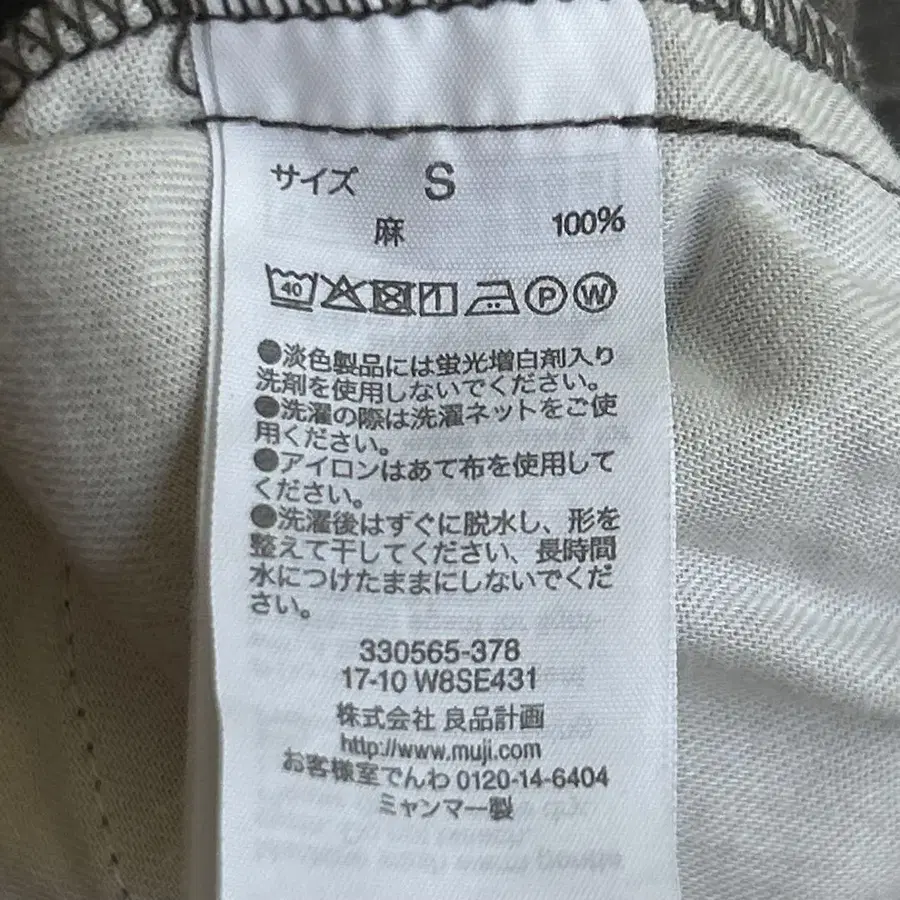 サイズ S
麻 100%
40 P W
●淡色製品には蛍光増白剤入り
洗剤を使用しないでください。
●洗濯の際は洗濯ネットをご使
用ください。
●アイロンはあて布を使用して
ください。
●洗濯後はすぐに脱水し、形を
整えて干してください、長時間
水につけたままにしないでくだ
さい。
330565-378
17-10 W8SE431
株式会社 良品計画
http://www.muji.com
お客様室でんわ 0120-14-6404
ミャンマー製